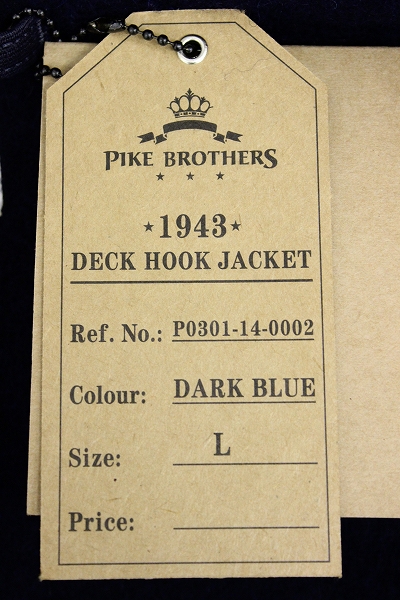 PIKE BROTHERS
★ ★ ★
★1943★
DECK HOOK JACKET
Ref. No.: P0301-14-0002
Colour: DARK BLUE
Size: L
Price: